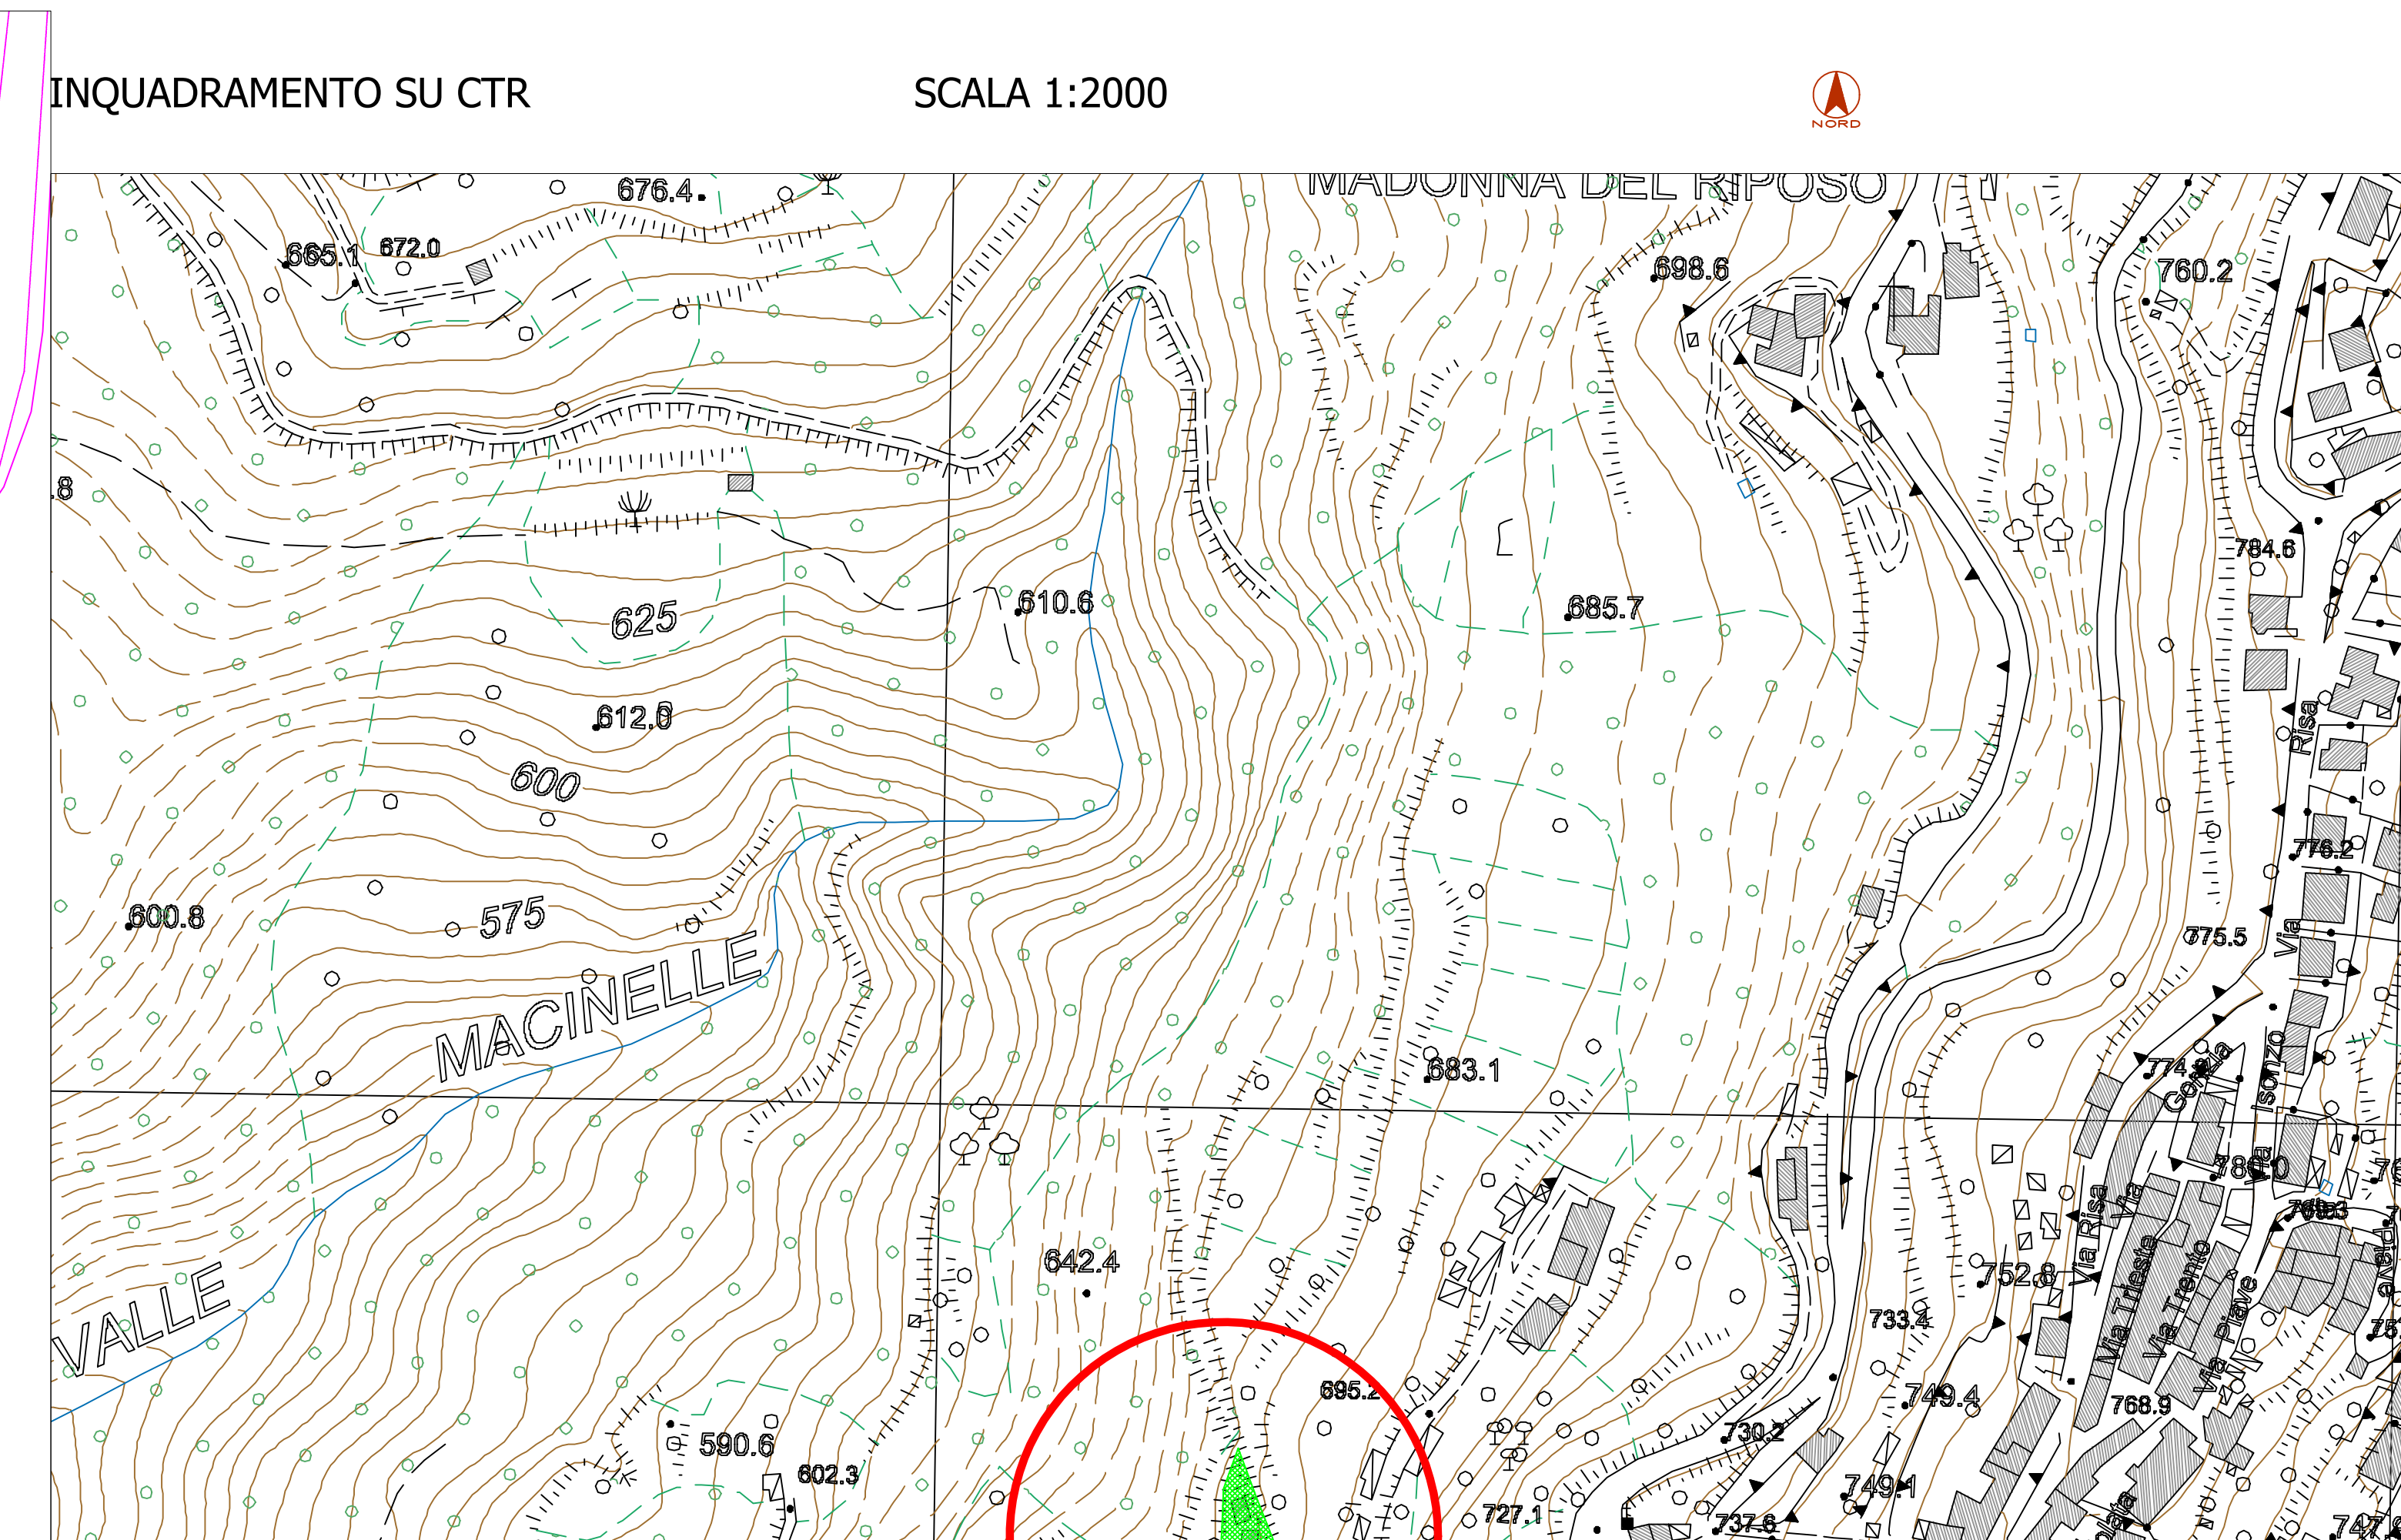 INQUADRAMENTO SU CTR
SCALA 1:2000
NORD
MADONNA DEL RIPOSO
676.4
665.1
672.0
698.6
760.2
.8
784.6
625
610.6
685.7
612.0
Risa
600
776.2
575
600.8
Via
775.5
MACINELLE
683.1
Gorizia
Isonzo
Via
642.4
Via Risa
Via
752.8
VALLE
Via Trieste
Via Trento
Via Piave
733.4
695.2
749.4
768.9
590.6
730.2
602.3
749.1
727.1
737.6